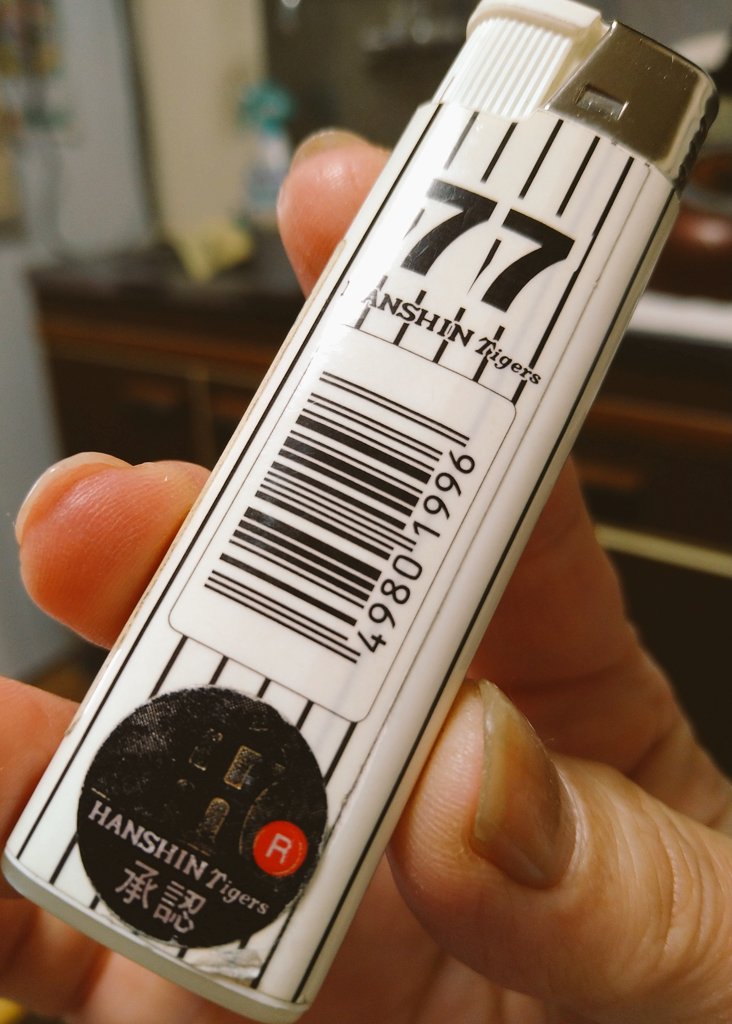 77
HANSHIN Tigers
4980 1996
R
HANSHIN Tigers
承認